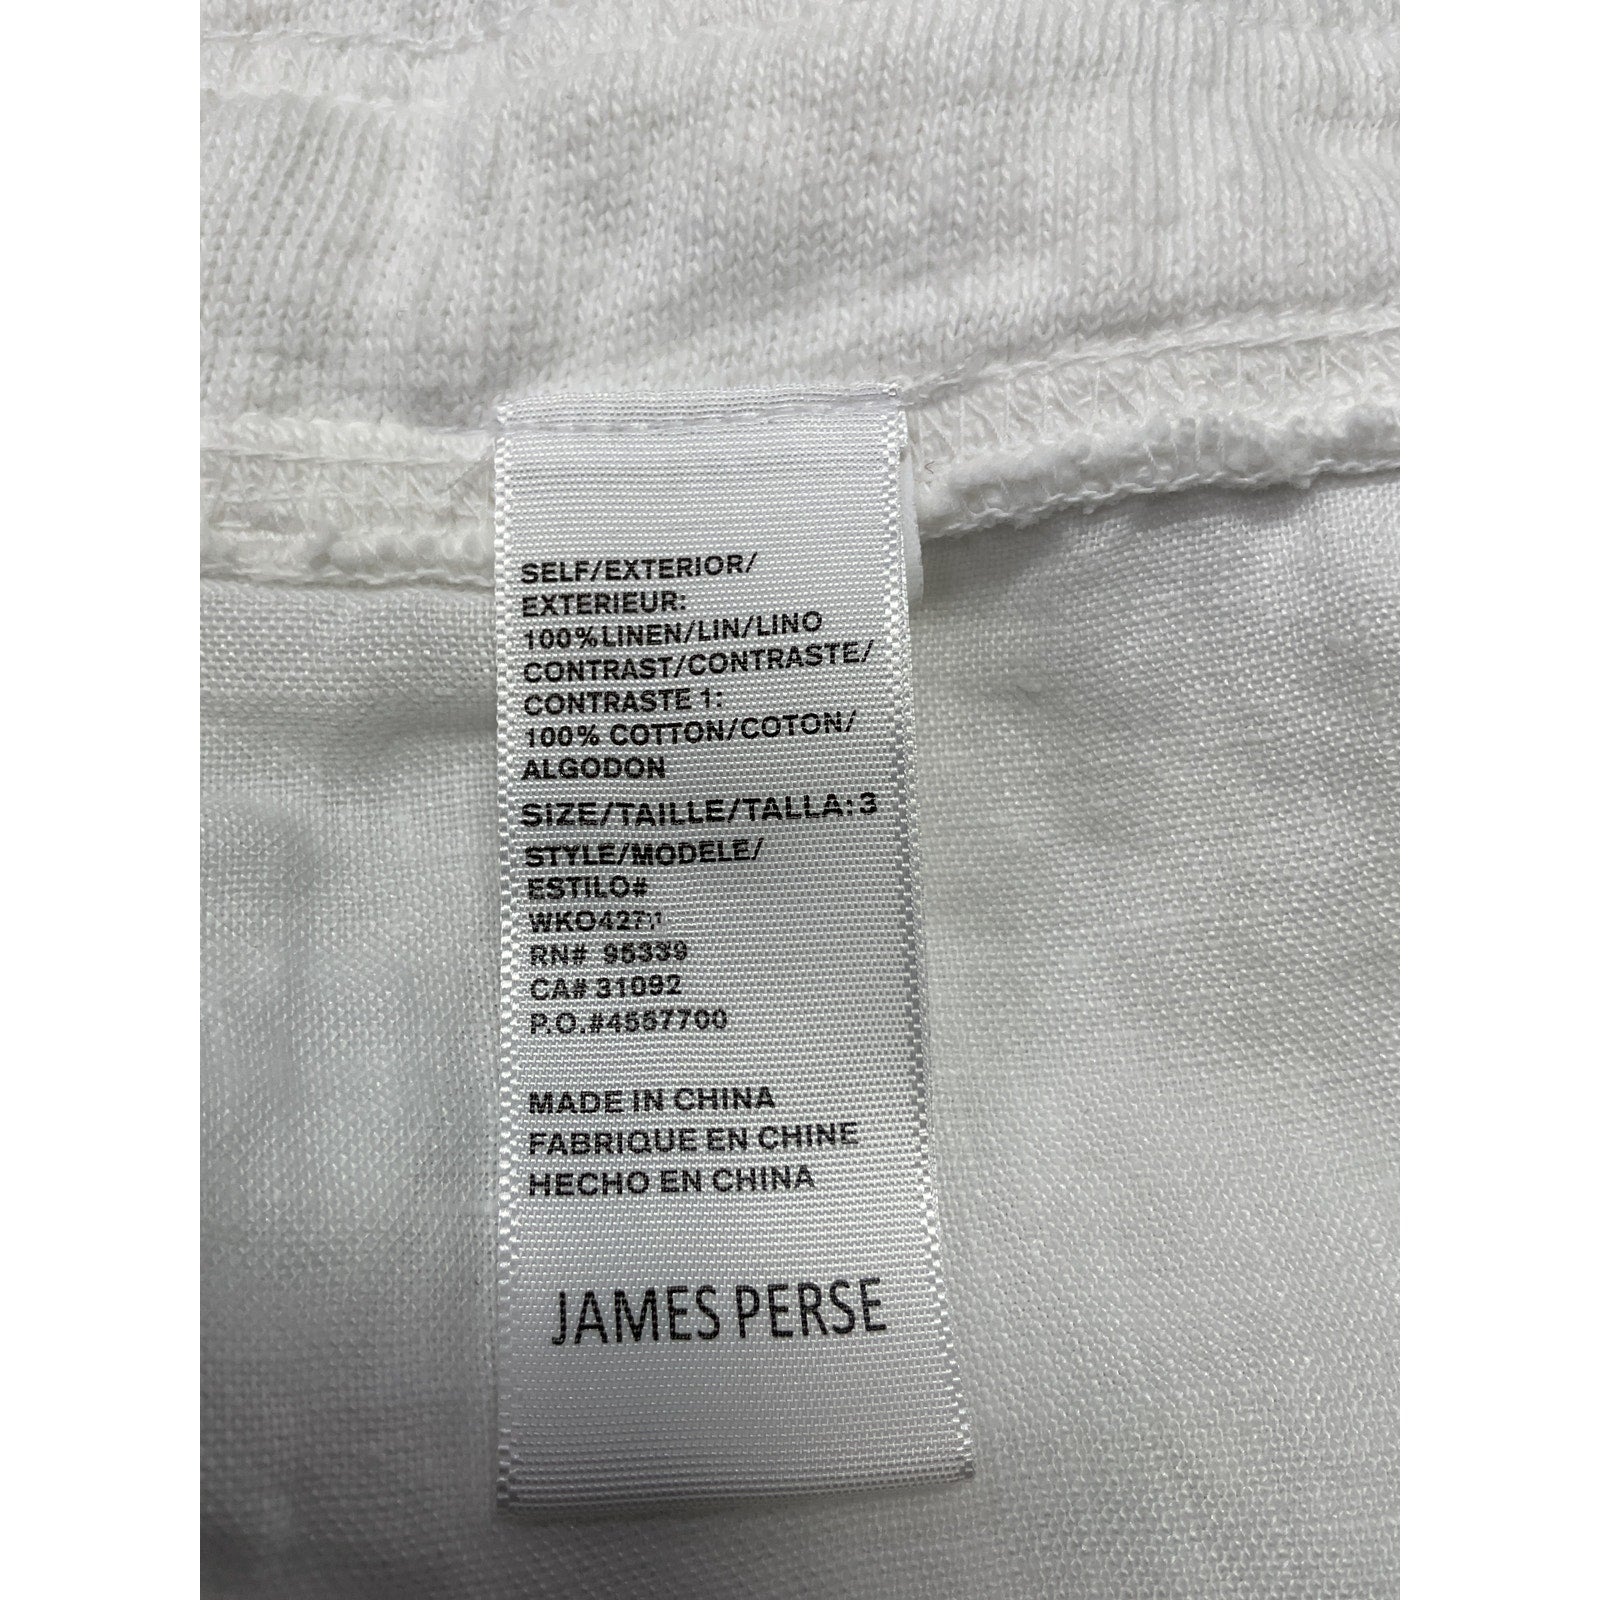 SELF/EXTERIOR/
EXTERIEUR:
100%LINEN/LIN/LINO
CONTRAST/CONTRASTE/
CONTRASTE 1:
100% COTTON/COTON/
ALGODON
SIZE/TAILLE/TALLA: 3
STYLE/MODELE/
ESTILO#
RN# 95339
CA# 31092
P.O.#4557700
MADE IN CHINA
FABRIQUE EN CHINE
HECHO EN CHINA
JAMES PERSE